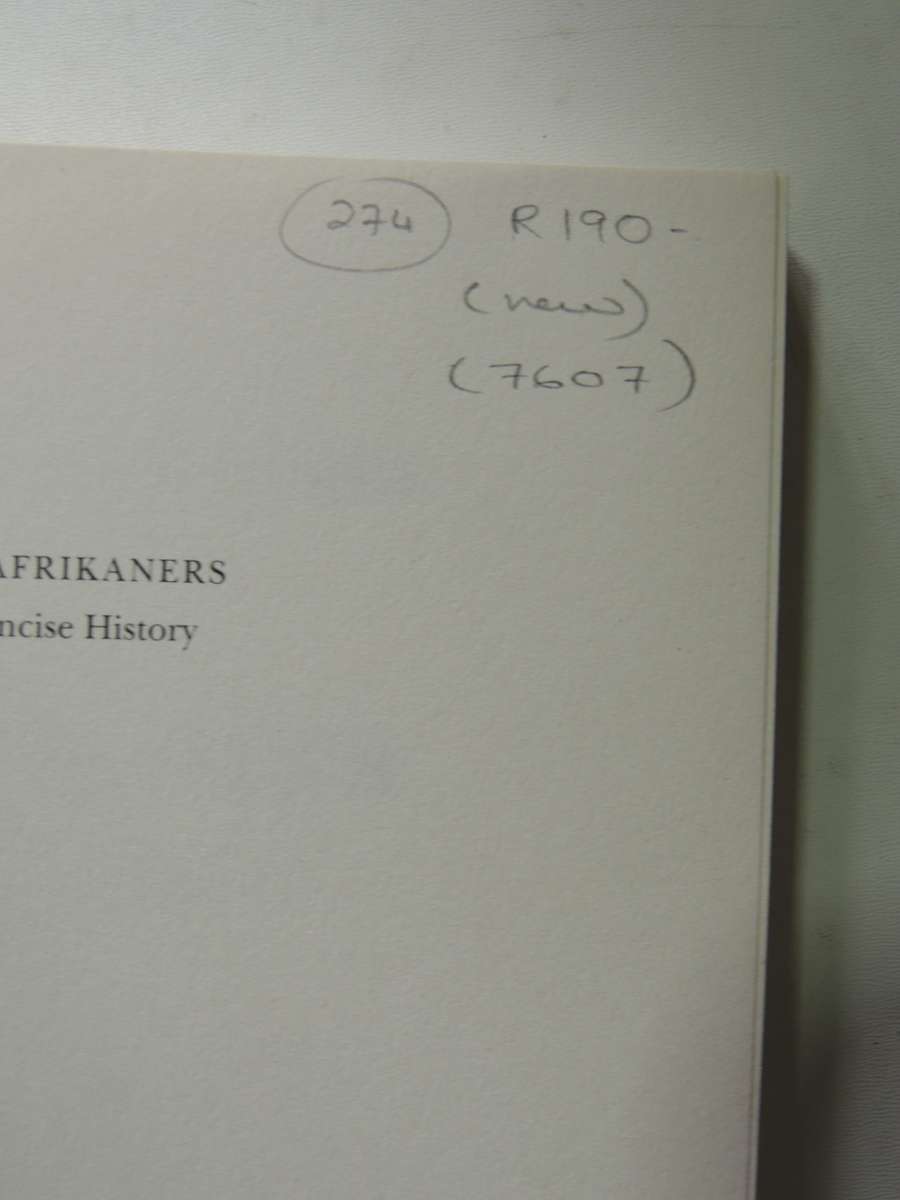 274 R190-
(new)
(7607)
AFRIKANERS
ncise History